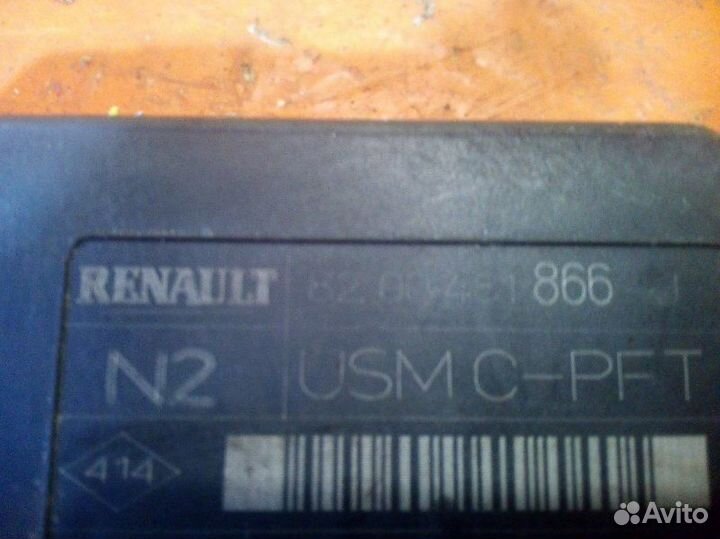 RENAULT 866
N2 USM C-PFT
414
Avito